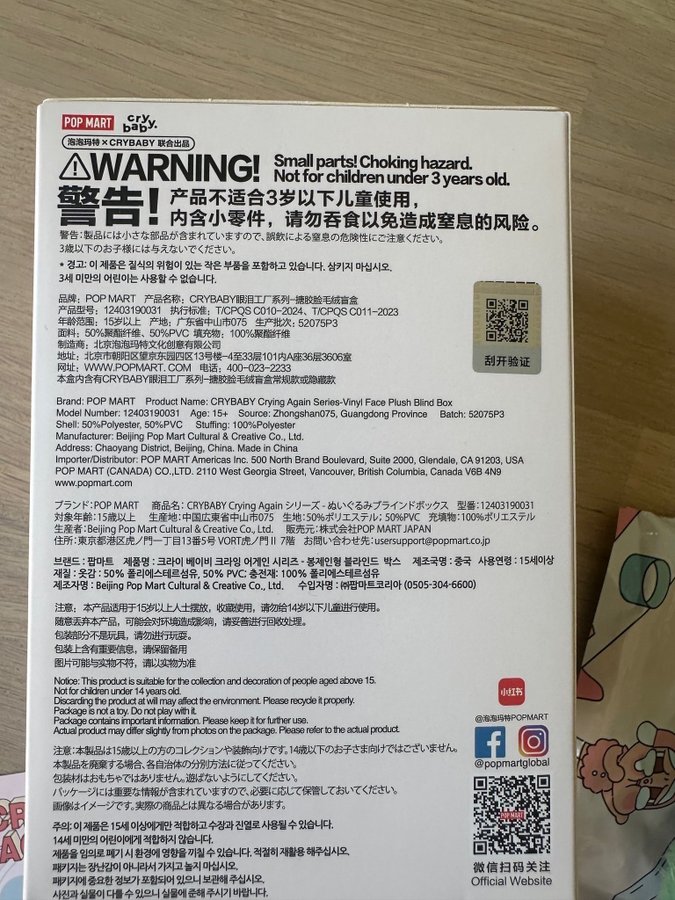 POP MART
cry baby.
泡泡玛特×CRYBABY 联合出品
WARNING! Small parts! Choking hazard.
Not for children under 3 years old.
警告! 产品不适合3岁以下儿童使用，
内含小零件，请勿吞食以免造成窒息的风险。
警告：製品には小さな部品が含まれていますので、誤飲による窒息の危険性にご注意ください。
3歳以下のお子様には与えないでください。
* 경고: 이 제품은 질식의 위험이 있는 작은 부품을 포함하고 있습니다. 삼키지 마십시오.
3세 미만의 어린이는 사용할 수 없습니다.
品牌：POP MART 产品名称：CRYBABY眼泪工厂系列-搪胶脸毛绒盲盒
产品型号：12403190031 执行标准：T/CPQS C010-2024、T/CPQS C011-2023
年龄范围：15岁以上 产地：广东省中山市075 生产批次：52075P3
面料：50%聚酯纤维、50%PVC 填充物：100%聚酯纤维
制造商：北京泡泡玛特文化创意有限公司
地址：北京市朝阳区望京东园四区13号楼-4至33层101内A座36层3606室
网址：WWW.POPMART.COM 电话：400-023-2233
本盒内含有CRYBABY眼泪工厂系列-搪胶脸毛绒盲盒常规款或隐藏款
刮开验证
Brand: POP MART Product Name: CRYBABY Crying Again Series-Vinyl Face Plush Blind Box
Model Number: 12403190031 Age: 15+ Source: Zhongshan075, Guangdong Province Batch: 52075P3
Shell: 50%Polyester, 50%PVC Stuffing: 100%Polyester
Manufacturer: Beijing Pop Mart Cultural & Creative Co., Ltd.
Address: Chaoyang District, Beijing, China. Made in China
Importer/Distributor: POP MART Americas Inc. 500 North Brand Boulevard, Suite 2000, Glendale, CA 91203, USA
POP MART (CANADA) CO.,LTD. 2110 West Georgia Street, Vancouver, British Columbia, Canada V6B 4N9
www.popmart.com
ブランド：POP MART 商品名：CRYBABY Crying Again シリーズ - ぬいぐるみブラインドボックス 型番：12403190031
対象年齢：15歳以上 生産地：中国広東省中山市075 生地：50%ポリエステル；50%PVC 充填物：100%ポリエステル
生産者：Beijing Pop Mart Cultural & Creative Co., Ltd. 販売元：株式会社POP MART JAPAN
住所：東京都港区虎ノ門一丁目13番5号 VORT虎ノ門II 7階 お問い合わせ先：usersupport@popmart.co.jp
브랜드 : 팝마트 제품명 : 크라이 베이비 크라잉 어게인 시리즈 - 봉제인형 블라인드 박스 제조국명 : 중국 사용연령 : 15세이상
재질 : 옷감 : 50% 폴리에스테르섬유, 50% PVC; 충전재: 100% 폴리에스테르섬유
제조자명 : Beijing Pop Mart Cultural & Creative Co., Ltd. 수입자명 : ㈜팝마트코리아 (0505-304-6600)
注意：本产品适用于15岁以上人士摆放，收藏使用，请勿给14岁以下儿童进行使用。
随意丢弃本产品，可能会对环境造成影响，请妥善进行回收处理。
包装部分不是玩具，请勿进行玩耍。
包装上含有重要信息，请保留备用
图片可能与实物不符，请以实物为准
Notice: This product is suitable for the collection and decoration of people aged above 15.
Not for children under 14 years old.
Discarding the product at will may affect the environment. Please recycle it properly.
Package is not a toy. Do not play with it.
Package contains important information. Please keep it for further use.
Actual product may differ slightly from photos on the package. Please refer to the actual product.
小红书
@泡泡玛特POPMART
@popmartglobal
注意：本製品は15歳以上の方のコレクションや装飾向けです。14歳以下のお子さま向けではございません。
本製品を廃棄する場合、各自治体の分別方法に従ってください。
包装材はおもちゃではありません。遊ばないようにしてください。
パッケージには重要な情報が含まれていますので、必要に応じて保管しておいてください。
画像はイメージです。実際の商品とは異なる場合があります。
POP MART
微信扫码关注
Official Website
주의: 이 제품은 15세 이상에게만 적합하고 수장과 진열로 사용될 수 있습니다.
14세 미만의 어린이에게 적합하지 않습니다.
제품을 임의로 폐기 시 환경에 영향을 끼칠 수 있습니다. 적절히 재활용 해주십시오.
패키지는 장난감이 아니라서 가지고 놀지 마십시오.
패키지에 중요한 정보가 포함되어 있으니 보관해 주십시오.
사진과 실물이 다를 수 있으니 실물에 준해 주시기 바랍니다.